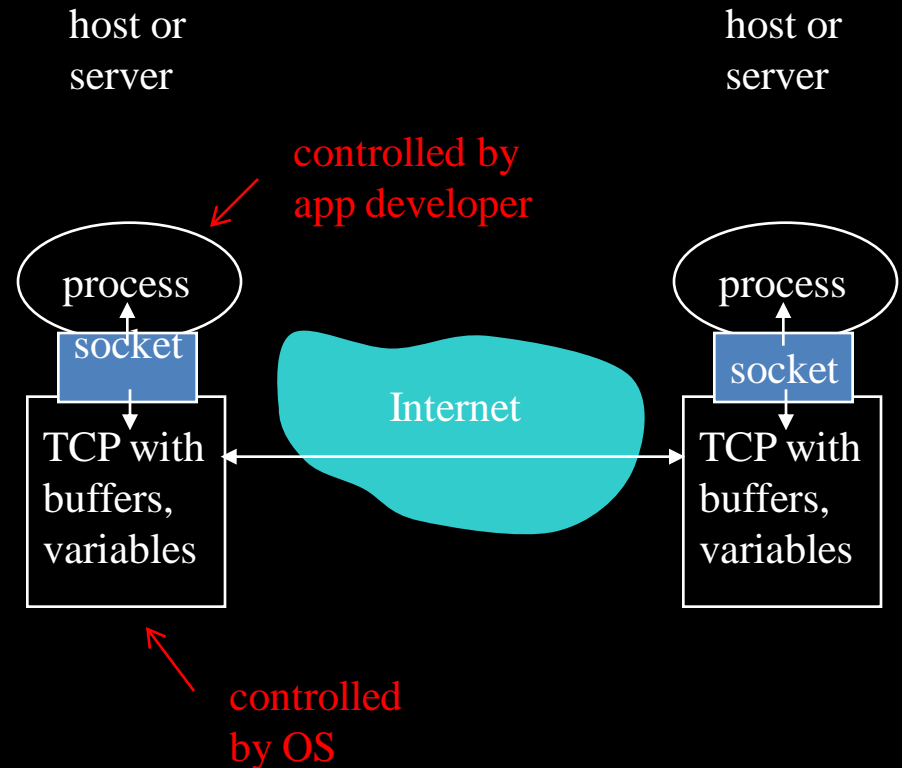 host or
server
host or
server
controlled by
app developer
process
socket
TCP with
buffers,
variables
Internet
process
socket
TCP with
buffers,
variables
controlled
by OS